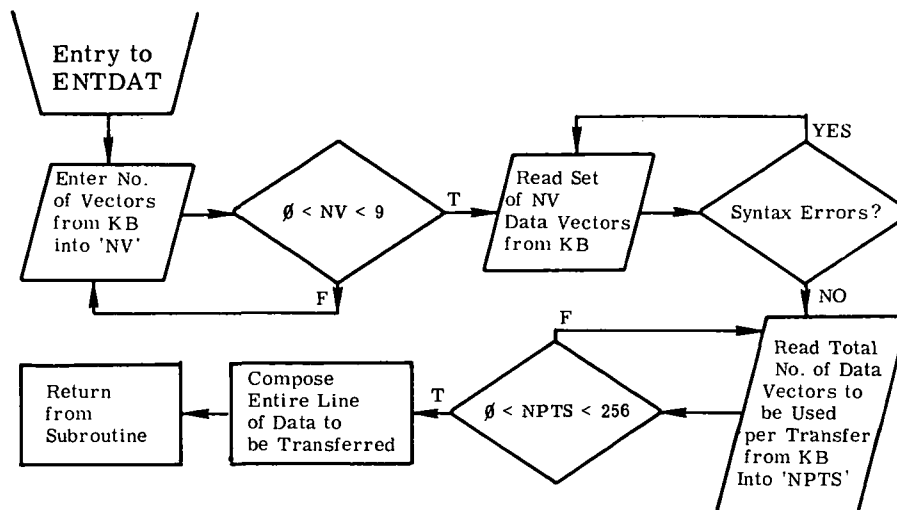 Entry to
ENTDAT
Enter No.
of Vectors
from KB
into 'NV'
Ø < NV < 9
T
F
Read Set
of NV
Data Vectors
from KB
YES
Syntax Errors?
NO
Read Total
No. of Data
Vectors to
be Used
per Transfer
from KB
Into 'NPTS'
F
Ø < NPTS < 256
T
Compose
Entire Line
of Data to
be Transferred
Return
from
Subroutine